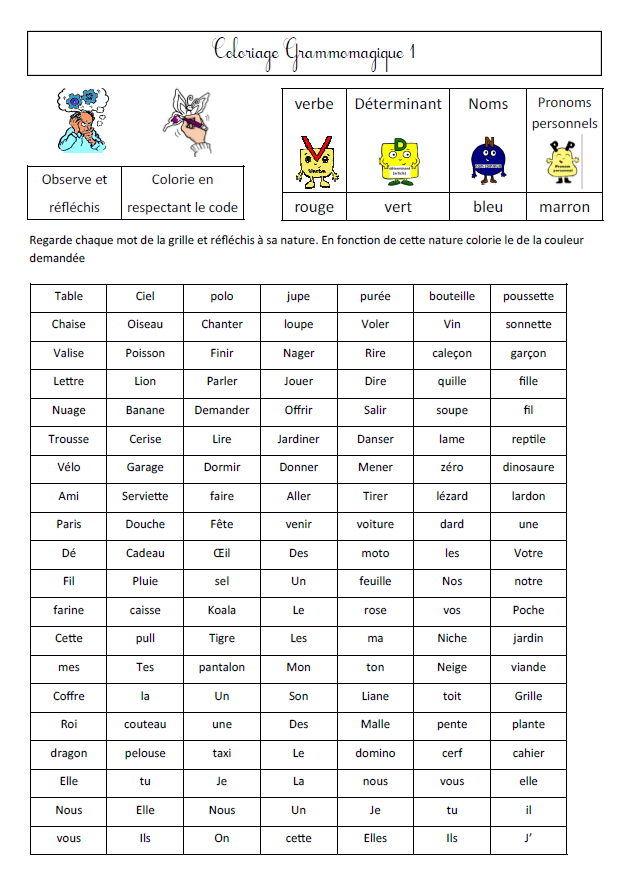 Coloriage Grammomagique 1
verbe Déterminant Noms Pronoms
personnels
V
Verbe
D
déterminant
N
P P
Pronom
personnel
Observe et Colorie en
réfléchis respectant le code
rouge vert bleu marron
Regarde chaque mot de la grille et réfléchis à sa nature. En fonction de cette nature colorie le de la couleur
demandée
Table Ciel polo jupe purée bouteille poussette
Chaise Oiseau Chanter loupe Voler Vin sonnette
Valise Poisson Finir Nager Rire caleçon garçon
Lettre Lion Parler Jouer Dire quille fille
Nuage Banane Demander Offrir Salir soupe fil
Trousse Cerise Lire Jardiner Danser lame reptile
Vélo Garage Dormir Donner Mener zéro dinosaure
Ami Serviette faire Aller Tirer lézard lardon
Paris Douche Fête venir voiture dard une
Dé Cadeau Œil Des moto les Votre
Fil Pluie sel Un feuille Nos notre
farine caisse Koala Le rose vos Poche
Cette pull Tigre Les ma Niche jardin
mes Tes pantalon Mon ton Neige viande
Coffre la Un Son Liane toit Grille
Roi couteau une Des Malle pente plante
dragon pelouse taxi Le domino cerf cahier
Elle tu Je La nous vous elle
Nous Elle Nous Un Je tu il
vous Ils On cette Elles Ils J’